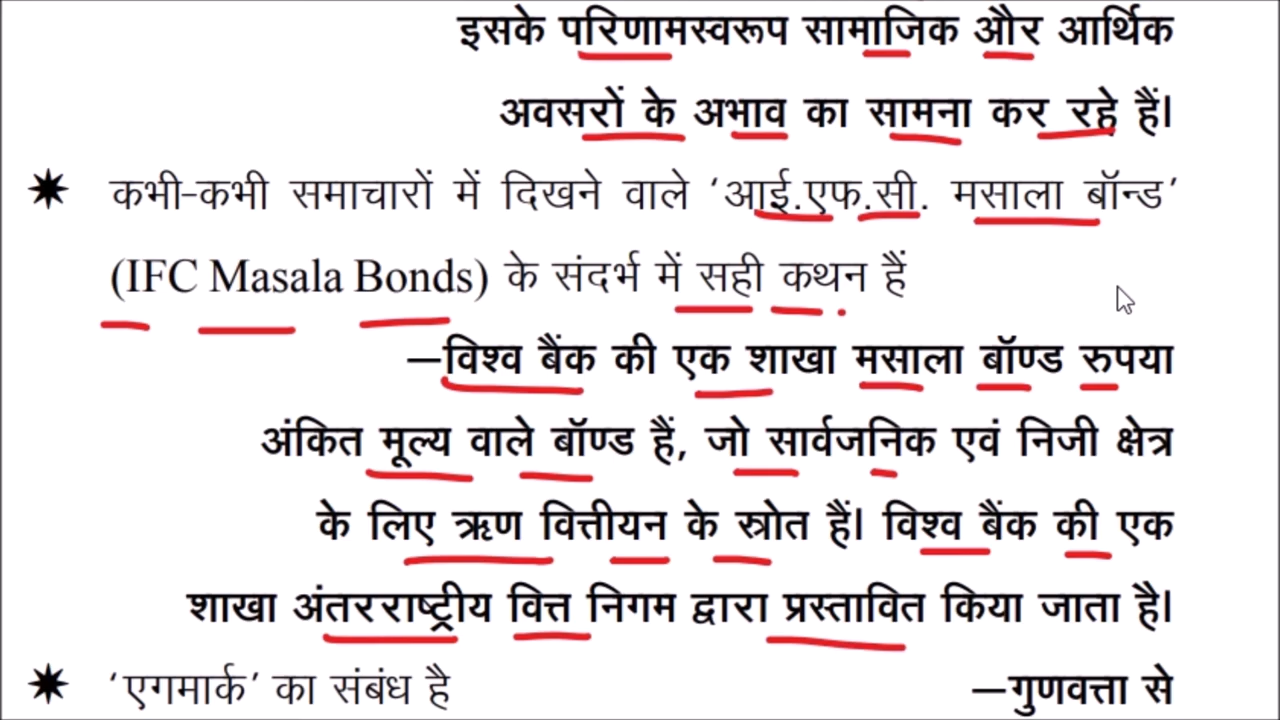 इसके परिणामस्वरूप सामाजिक और आर्थिक
अवसरों के अभाव का सामना कर रहे हैं।
✷ कभी-कभी समाचारों में दिखने वाले ‘आई.एफ.सी. मसाला बॉन्ड’
(IFC Masala Bonds) के संदर्भ में सही कथन हैं
—विश्व बैंक की एक शाखा मसाला बॉण्ड रुपया
अंकित मूल्य वाले बॉण्ड हैं, जो सार्वजनिक एवं निजी क्षेत्र
के लिए ऋण वित्तीयन के स्रोत हैं। विश्व बैंक की एक
शाखा अंतरराष्ट्रीय वित्त निगम द्वारा प्रस्तावित किया जाता है।
✷ ‘एगमार्क’ का संबंध है —गुणवत्ता से